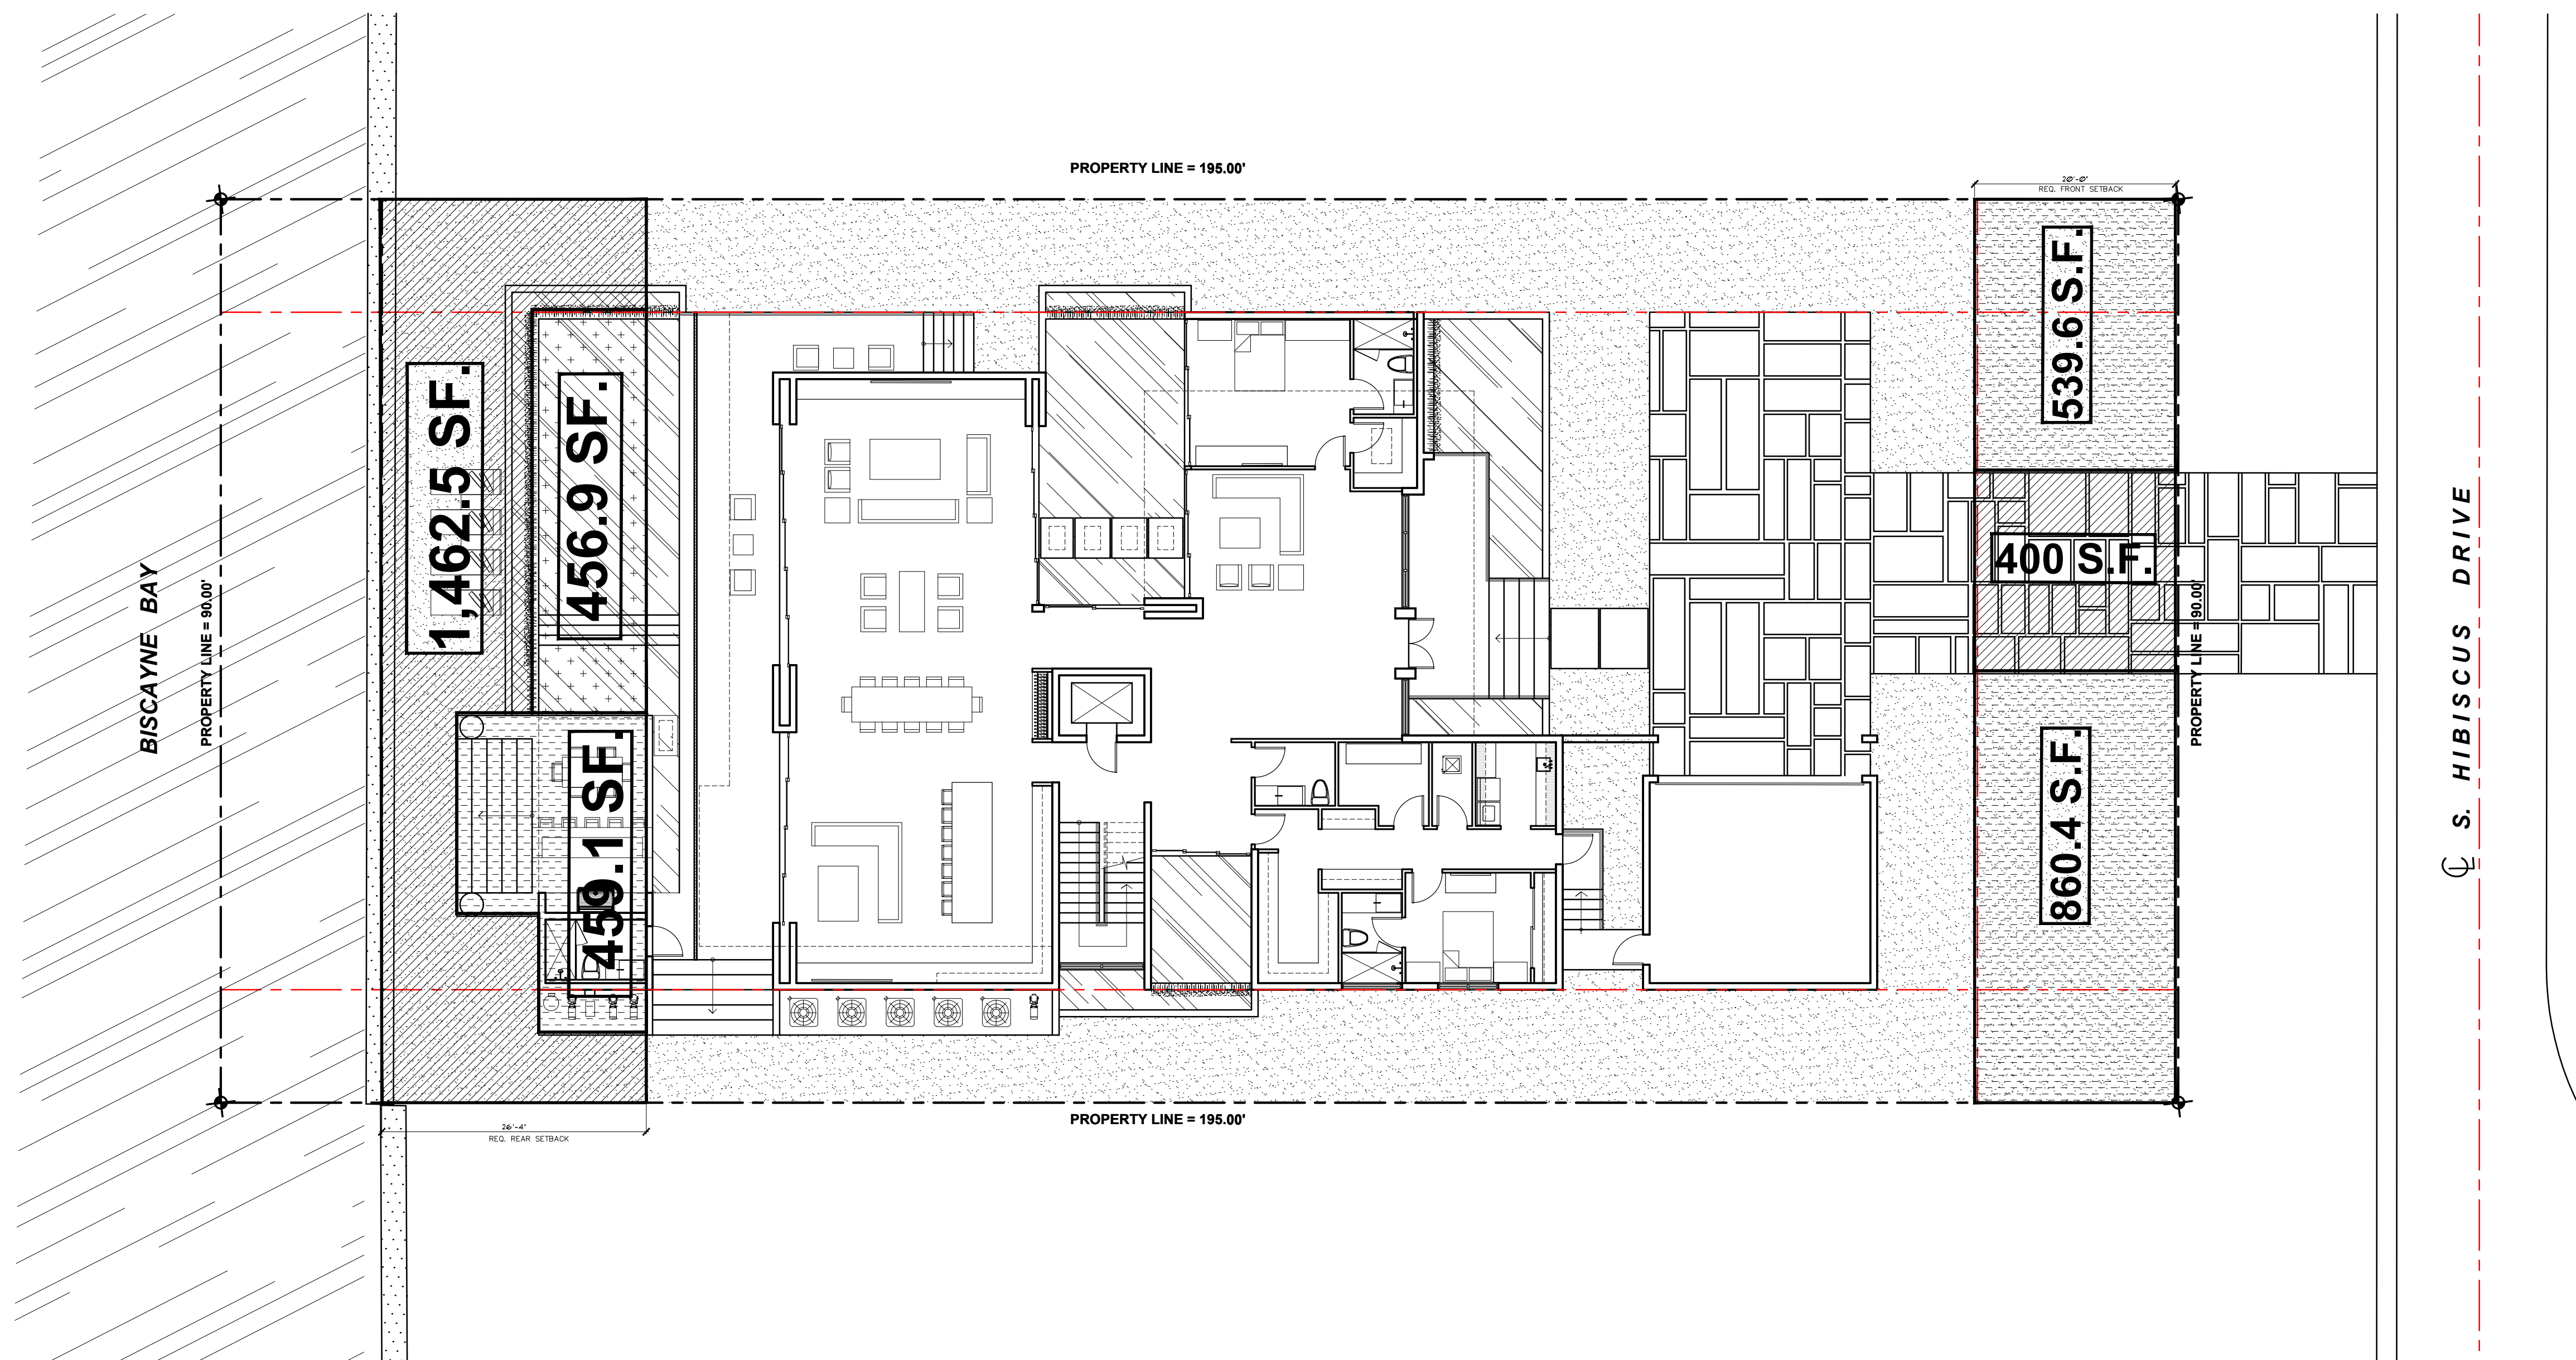 PROPERTY LINE = 195.00'
20'-0"
REQ. FRONT SETBACK
BISCAYNE BAY
PROPERTY LINE = 90.00'
1,462.5 SF.
456.9 SF.
459.1SF.
539.6 S.F.
400 S.F.
860.4 S.F.
PROPERTY LINE = 90.00'
S. HIBISCUS DRIVE
PROPERTY LINE = 195.00'
26'-4"
REQ. REAR SETBACK